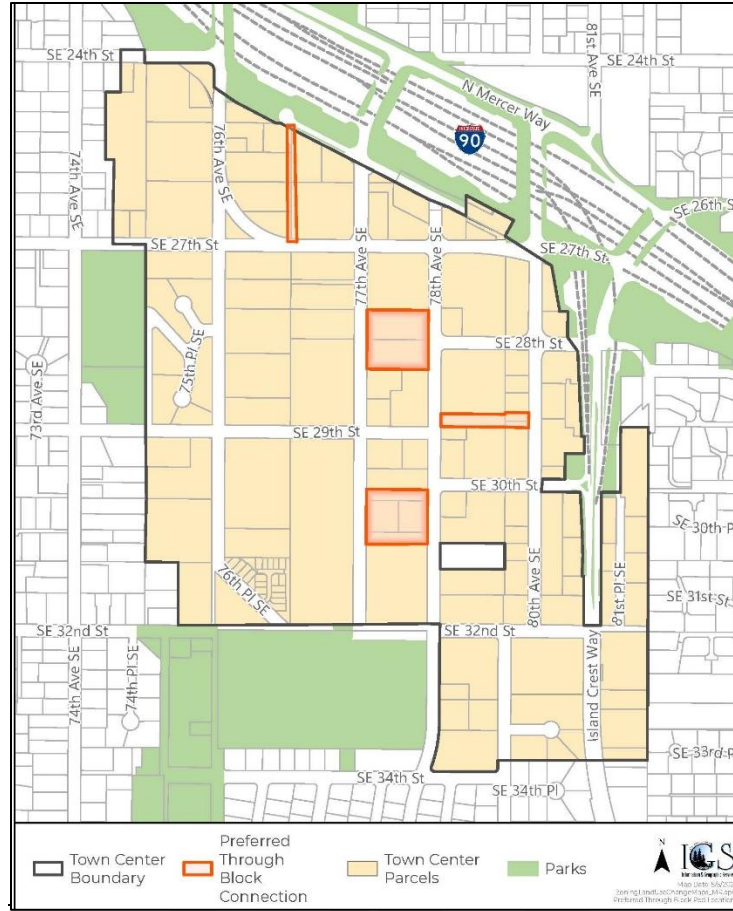 SE 24th St
81st Ave SE
SE 24th St
N Mercer Way
INTERSTATE
90
74th Ave SE
76th Ave SE
SE 26th S
SE 27th St
77th Ave SE
78th Ave SE
SE 27th St
75th Pl SE
SE 28th St
73rd Ave SE
SE 29th St
SE 30th St
SE 30th P
76th Pl SE
80th Ave SE
81st Pl SE
SE 31st St
SE 32nd St
SE 32nd St
74th Ave SE
74th Pl SE
Island Crest Way
SE 33rd P
SE 34th St
SE 34th Pl
Town Center
Boundary
Preferred
Through
Block
Connection
Town Center
Parcels
Parks
N
IGS
Map Date